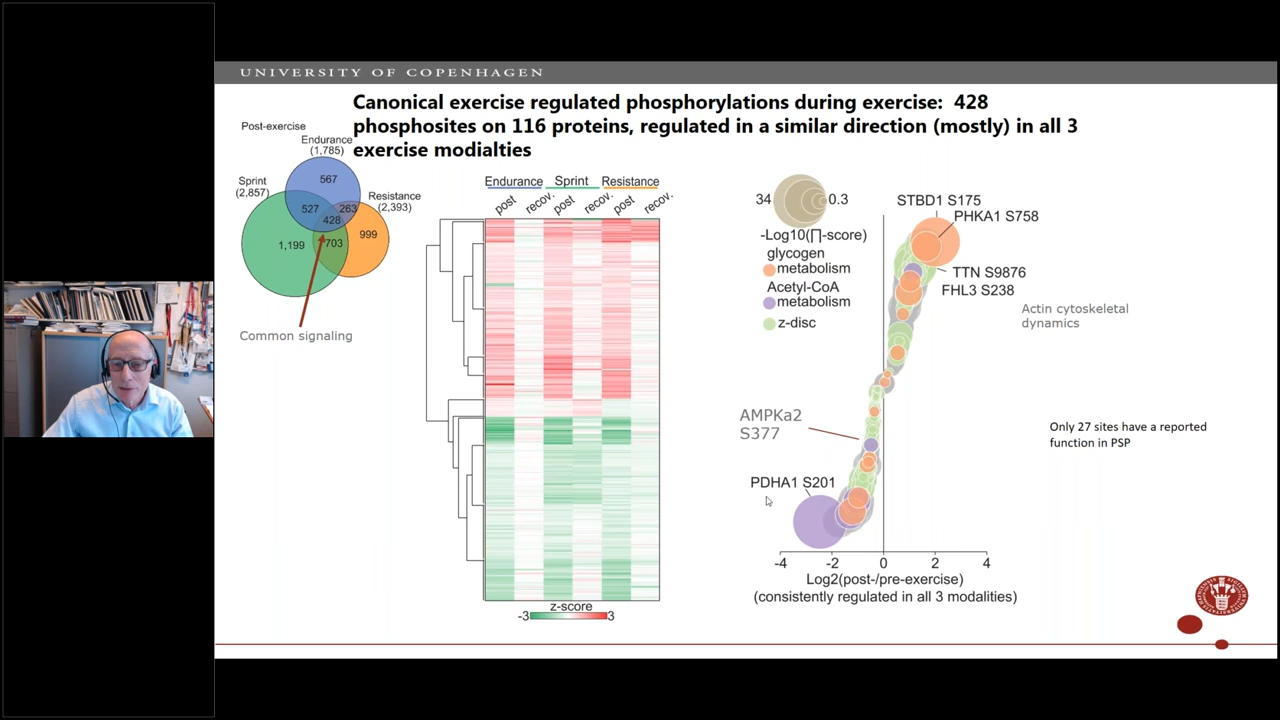 UNIVERSITY OF COPENHAGEN
Canonical exercise regulated phosphorylations during exercise: 428
phosphosites on 116 proteins, regulated in a similar direction (mostly) in all 3
exercise modialties
Post-exercise
Endurance
(1,785)
Sprint
(2,857)
Resistance
(2,393)
567
527
263
428
1,199
703
999
Common signaling
Endurance Sprint Resistance
post recov. post recov. post recov.
z-score
-3 3
34 0.3
-Log10(∏-score)
glycogen
metabolism
Acetyl-CoA
metabolism
z-disc
STBD1 S175
PHKA1 S758
TTN S9876
FHL3 S238
Actin cytoskeletal
dynamics
AMPKa2
S377
PDHA1 S201
Only 27 sites have a reported
function in PSP
-4 -2 0 2 4
Log2(post-/pre-exercise)
(consistently regulated in all 3 modalities)